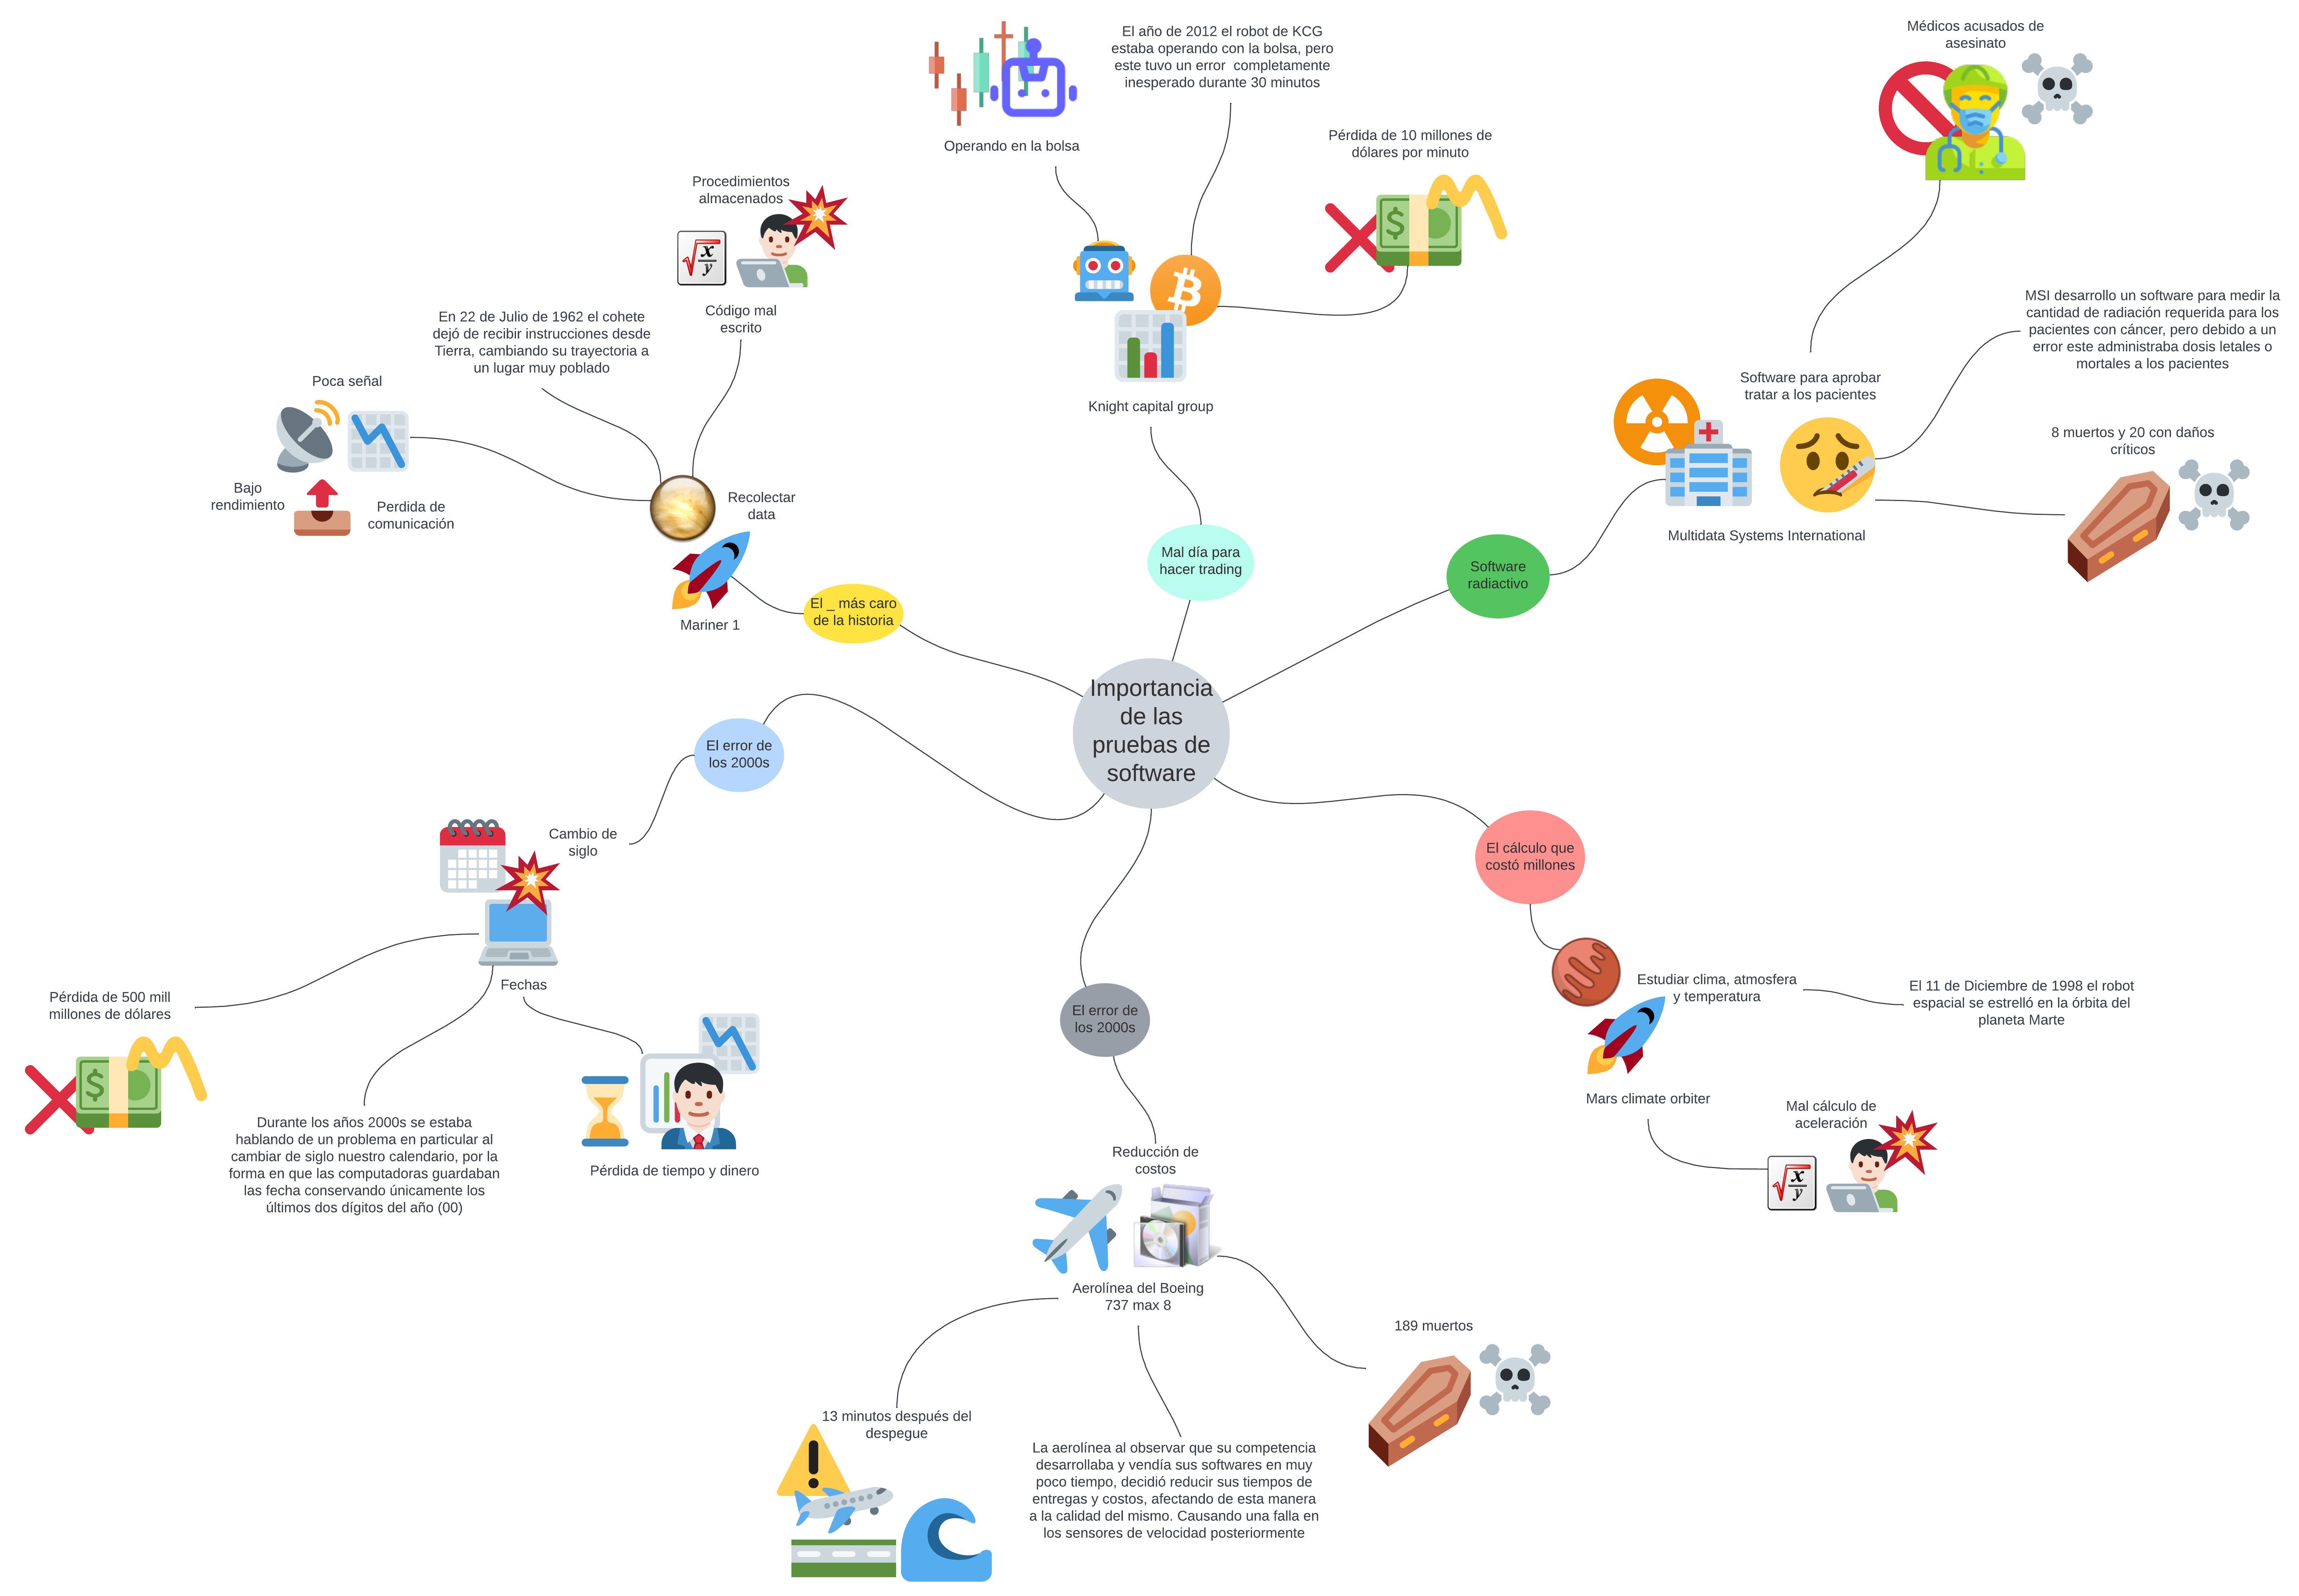 Importancia
de las
pruebas de
software
El _ más caro
de la historia
Mariner 1
Recolectar
data
Poca señal
Bajo
rendimiento
Perdida de
comunicación
En 22 de Julio de 1962 el cohete
dejó de recibir instrucciones desde
Tierra, cambiando su trayectoria a
un lugar muy poblado
Procedimientos
almacenados
x
y
Código mal
escrito
Mal día para
hacer trading
Knight capital group
Operando en la bolsa
El año de 2012 el robot de KCG
estaba operando con la bolsa, pero
este tuvo un error  completamente
inesperado durante 30 minutos
Pérdida de 10 millones de
dólares por minuto
$
Software
radiactivo
Multidata Systems International
Software para aprobar
tratar a los pacientes
Médicos acusados de
asesinato
MSI desarrollo un software para medir la
cantidad de radiación requerida para los
pacientes con cáncer, pero debido a un
error este administraba dosis letales o
mortales a los pacientes
8 muertos y 20 con daños
críticos
El cálculo que
costó millones
Estudiar clima, atmosfera
y temperatura
Mars climate orbiter
El 11 de Diciembre de 1998 el robot
espacial se estrelló en la órbita del
planeta Marte
Mal cálculo de
aceleración
x
y
El error de
los 2000s
Reducción de
costos
Aerolínea del Boeing
737 max 8
189 muertos
13 minutos después del
despegue
La aerolínea al observar que su competencia
desarrollaba y vendía sus softwares en muy
poco tiempo, decidió reducir sus tiempos de
entregas y costos, afectando de esta manera
a la calidad del mismo. Causando una falla en
los sensores de velocidad posteriormente
El error de
los 2000s
Cambio de
siglo
Fechas
Pérdida de 500 mill
millones de dólares
$
Durante los años 2000s se estaba
hablando de un problema en particular al
cambiar de siglo nuestro calendario, por la
forma en que las computadoras guardaban
las fecha conservando únicamente los
últimos dos dígitos del año (00)
Pérdida de tiempo y dinero